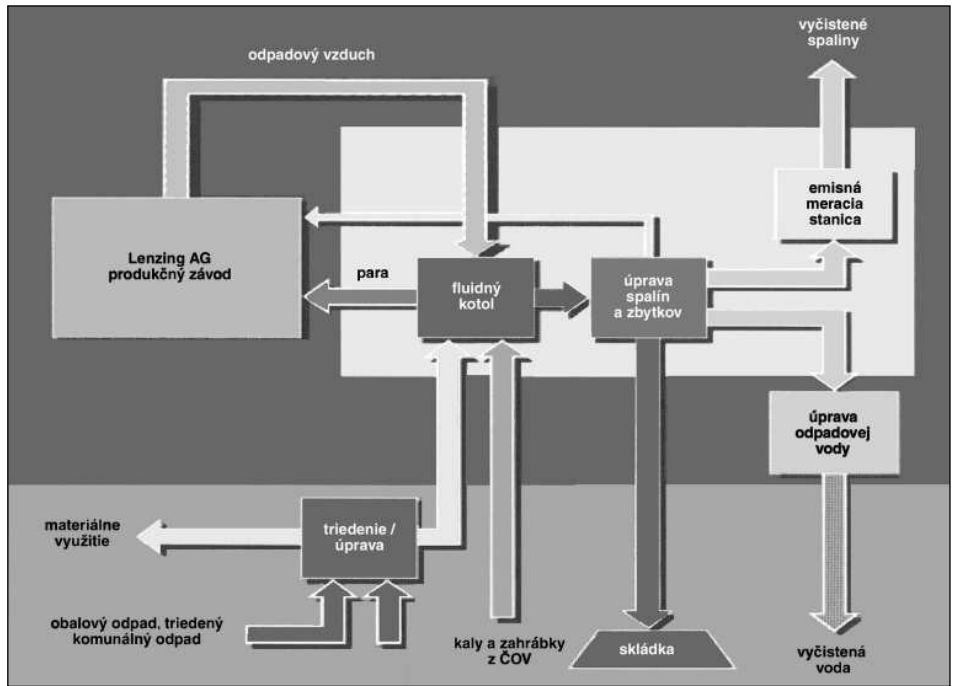 vyčistené
spaliny
odpadový vzduch
emisná
meracia
stanica
Lenzing AG
produkčný závod
para
fluidný
kotol
úprava
spalín
a zbytkov
úprava
odpadovej
vody
materiálne
využitie
triedenie /
úprava
obalový odpad, triedený
komunálný odpad
kaly a zahrábky
z ČOV
skládka
vyčistená
voda